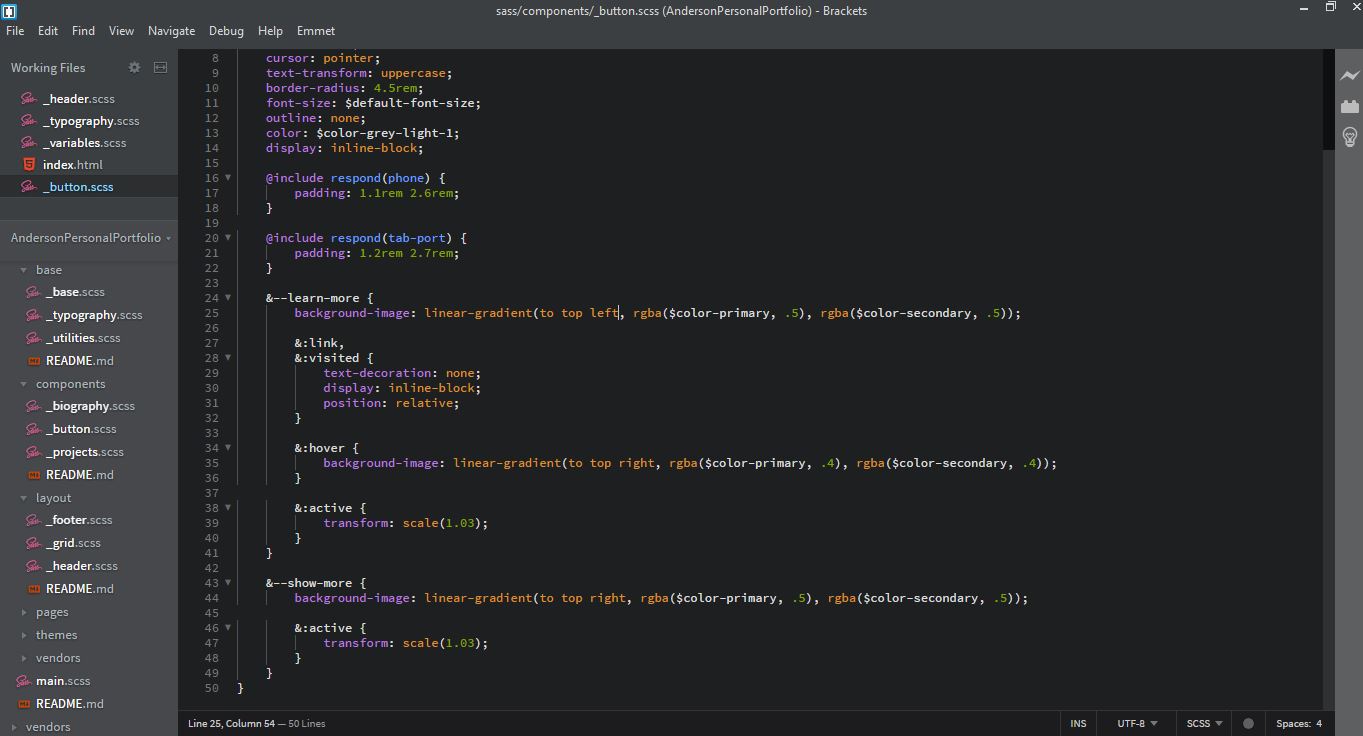 sass/components/_button.scss (AndersonPersonalPortfolio) - Brackets
File Edit Find View Navigate Debug Help Emmet
Working Files
_header.scss
_typography.scss
_variables.scss
index.html
_button.scss
AndersonPersonalPortfolio
base
_base.scss
_typography.scss
_utilities.scss
README.md
components
_biography.scss
_button.scss
_projects.scss
README.md
layout
_footer.scss
_grid.scss
_header.scss
README.md
pages
themes
vendors
main.scss
README.md
vendors
8 cursor: pointer;
9 text-transform: uppercase;
10 border-radius: 4.5rem;
11 font-size: $default-font-size;
12 outline: none;
13 color: $color-grey-light-1;
14 display: inline-block;
15
16 @include respond(phone) {
17 padding: 1.1rem 2.6rem;
18 }
19
20 @include respond(tab-port) {
21 padding: 1.2rem 2.7rem;
22 }
23
24 &--learn-more {
25 background-image: linear-gradient(to top left, rgba($color-primary, .5), rgba($color-secondary, .5));
26
27 &:link,
28 &:visited {
29 text-decoration: none;
30 display: inline-block;
31 position: relative;
32 }
33
34 &:hover {
35 background-image: linear-gradient(to top right, rgba($color-primary, .4), rgba($color-secondary, .4));
36 }
37
38 &:active {
39 transform: scale(1.03);
40 }
41 }
42
43 &--show-more {
44 background-image: linear-gradient(to top right, rgba($color-primary, .5), rgba($color-secondary, .5));
45
46 &:active {
47 transform: scale(1.03);
48 }
49 }
50 }
Line 25, Column 54 — 50 Lines
INS UTF-8 SCSS Spaces: 4